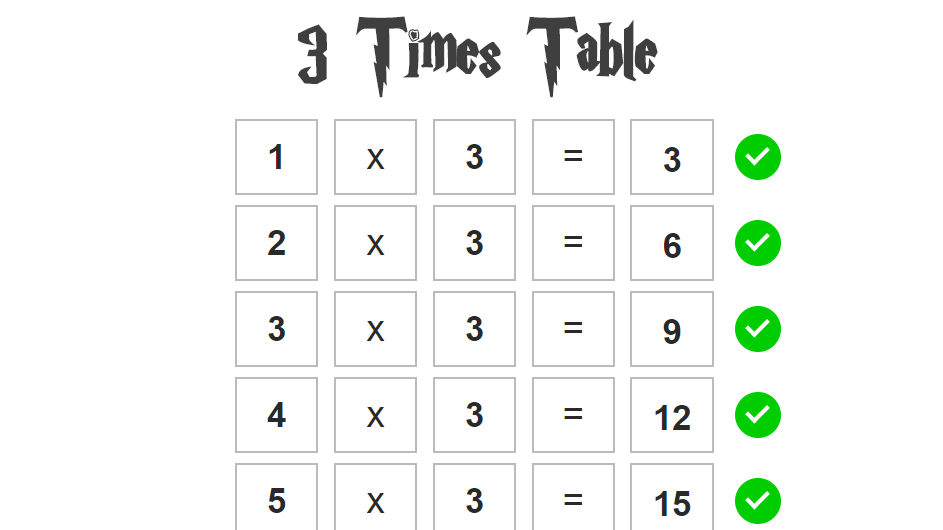 3 Times Table
1 x 3 = 3
2 x 3 = 6
3 x 3 = 9
4 x 3 = 12
5 x 3 = 15